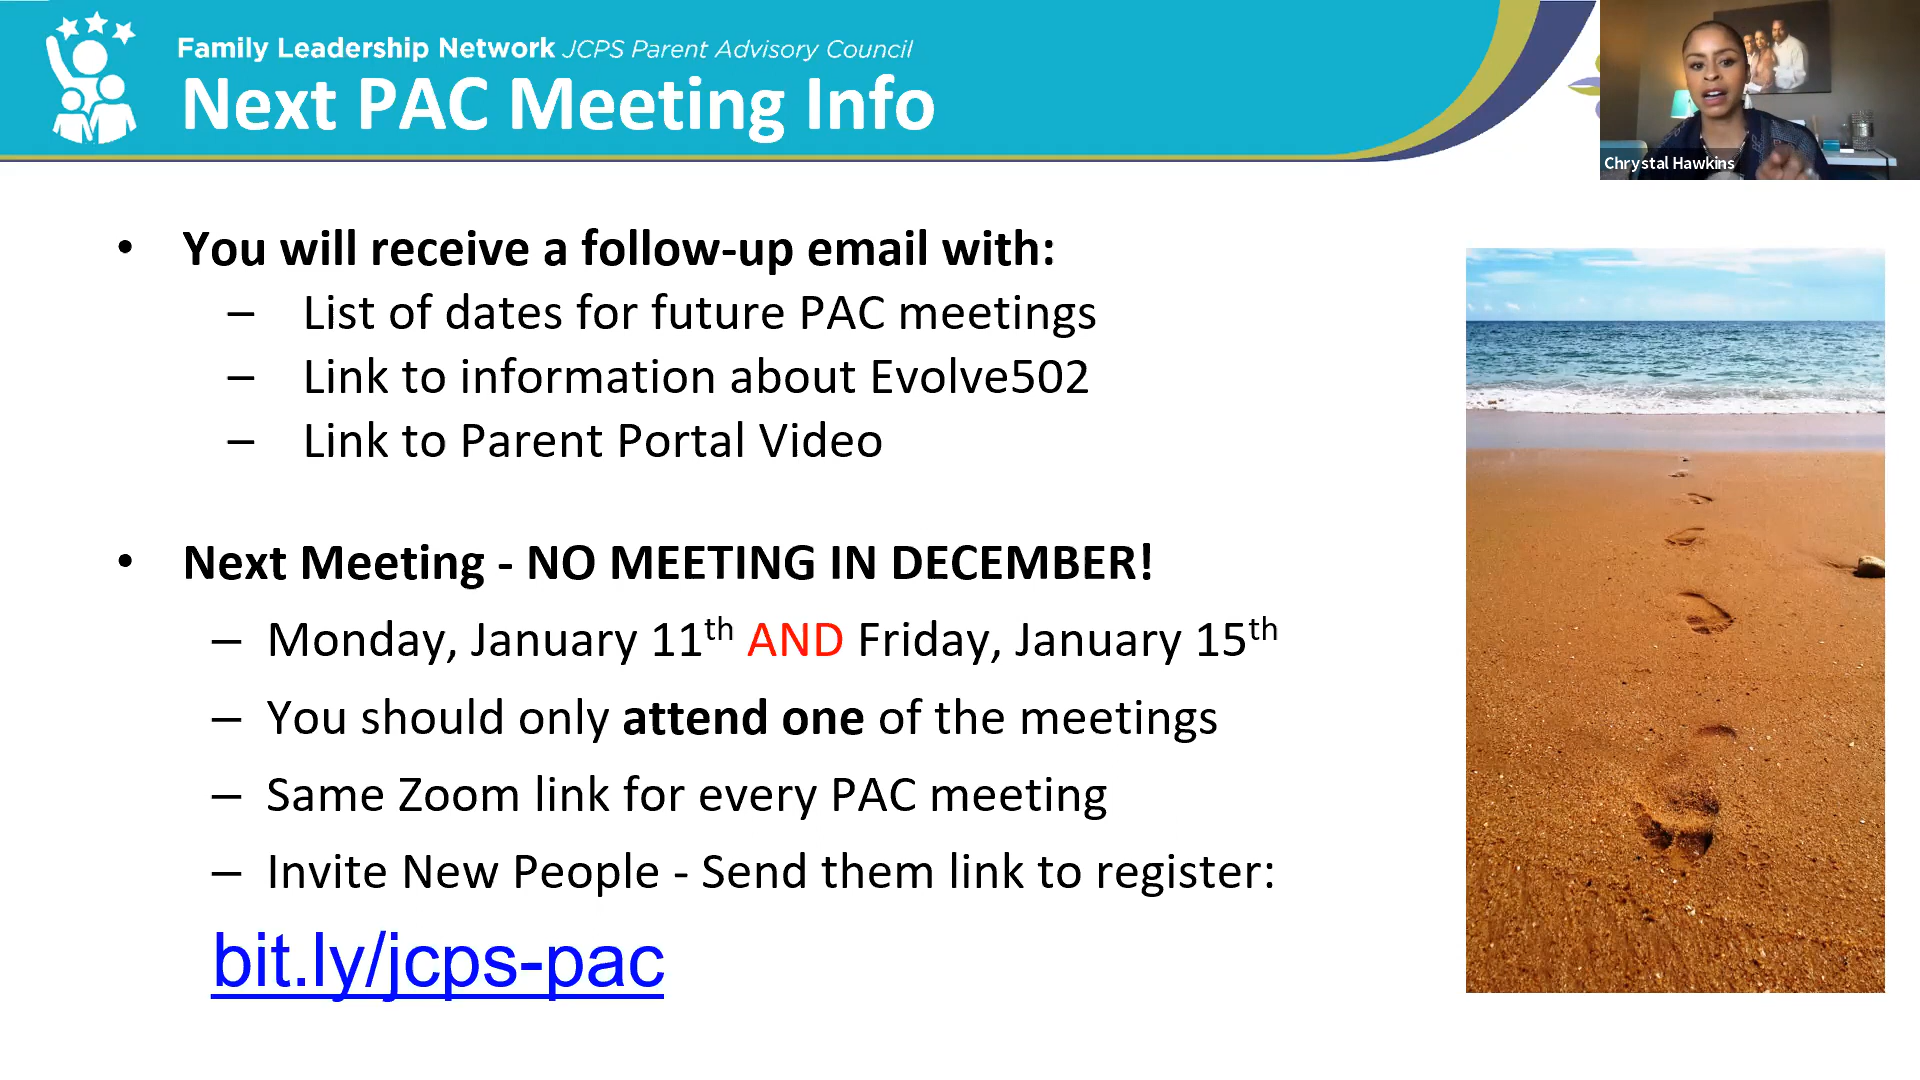 Family Leadership Network JCPS Parent Advisory Council
Next PAC Meeting Info
Chrystal Hawkins
• You will receive a follow-up email with:
– List of dates for future PAC meetings
– Link to information about Evolve502
– Link to Parent Portal Video
• Next Meeting - NO MEETING IN DECEMBER!
– Monday, January 11th AND Friday, January 15th
– You should only attend one of the meetings
– Same Zoom link for every PAC meeting
– Invite New People - Send them link to register:
bit.ly/jcps-pac